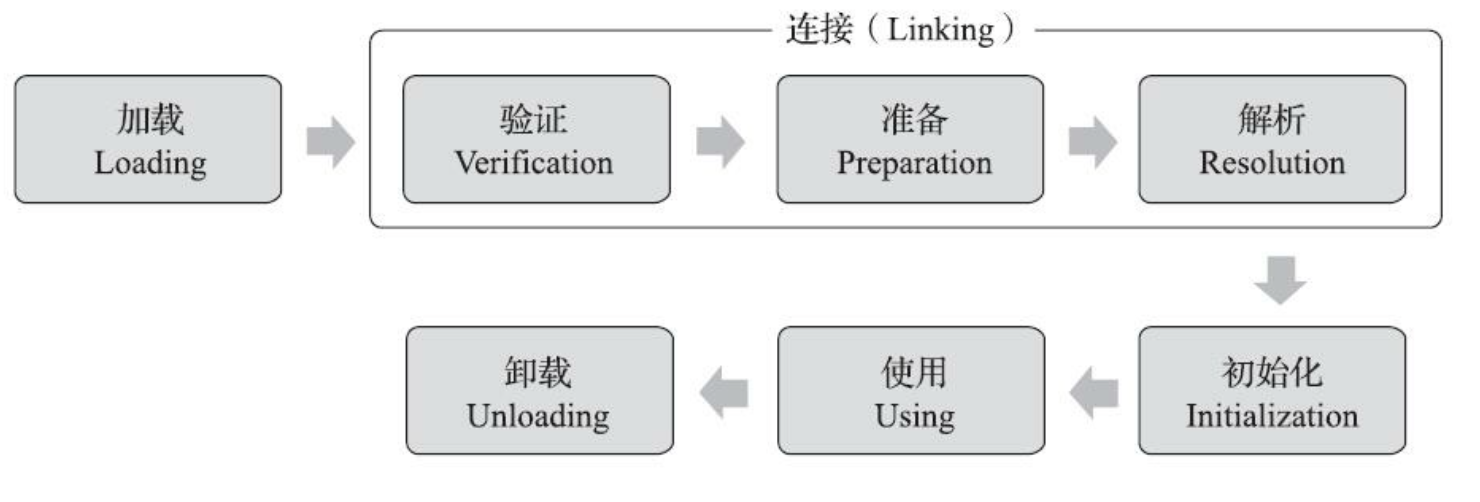 连接（Linking）
加载
Loading
验证
Verification
准备
Preparation
解析
Resolution
初始化
Initialization
使用
Using
卸载
Unloading